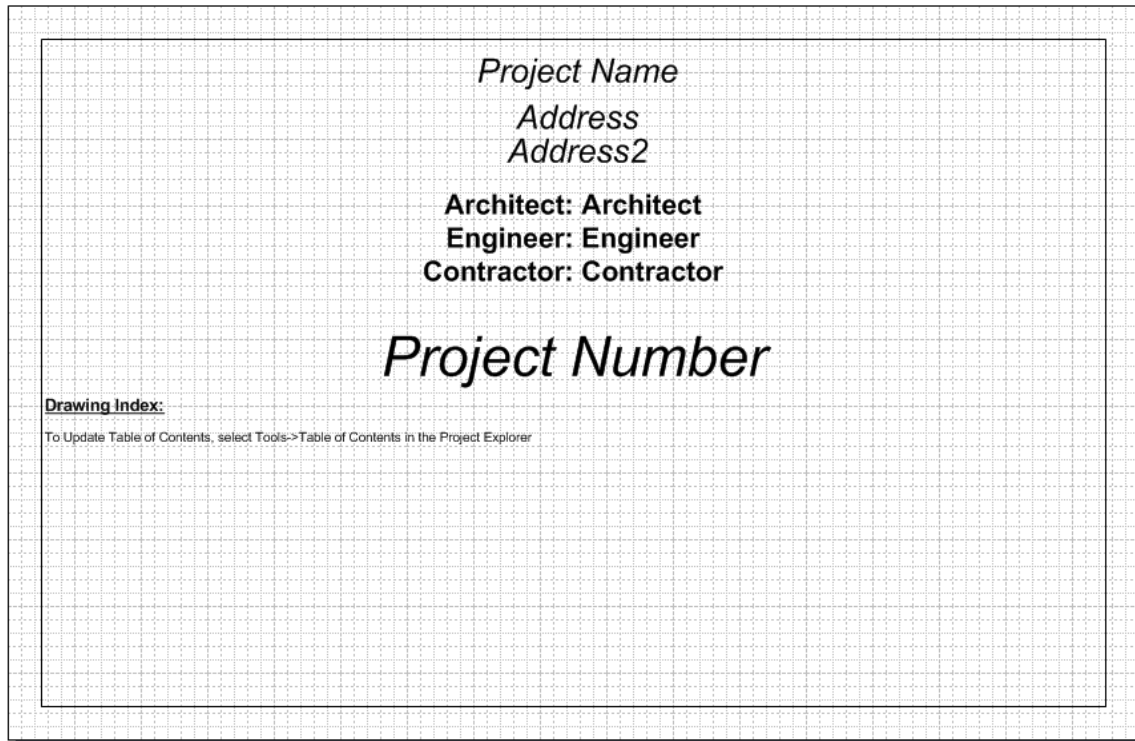 Project Name
Address
Address2
Architect: Architect
Engineer: Engineer
Contractor: Contractor
Project Number
Drawing Index:
To Update Table of Contents, select Tools->Table of Contents in the Project Explorer